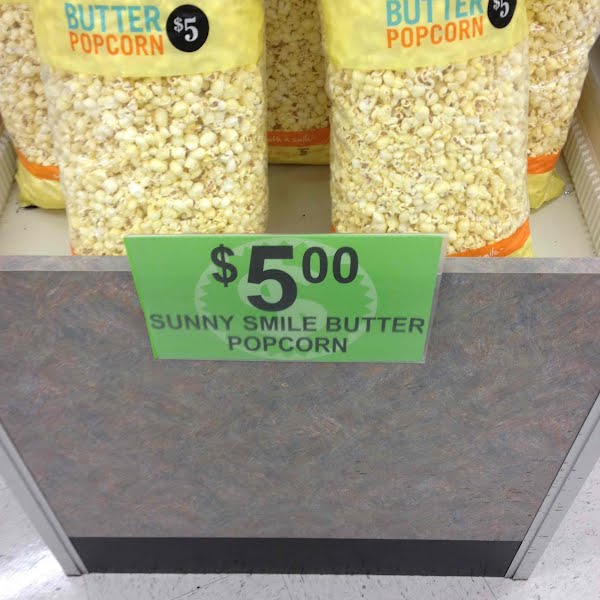 BUTTER
POPCORN
$5
BUTTER
POPCORN
$5
$5.00
SUNNY SMILE BUTTER
POPCORN